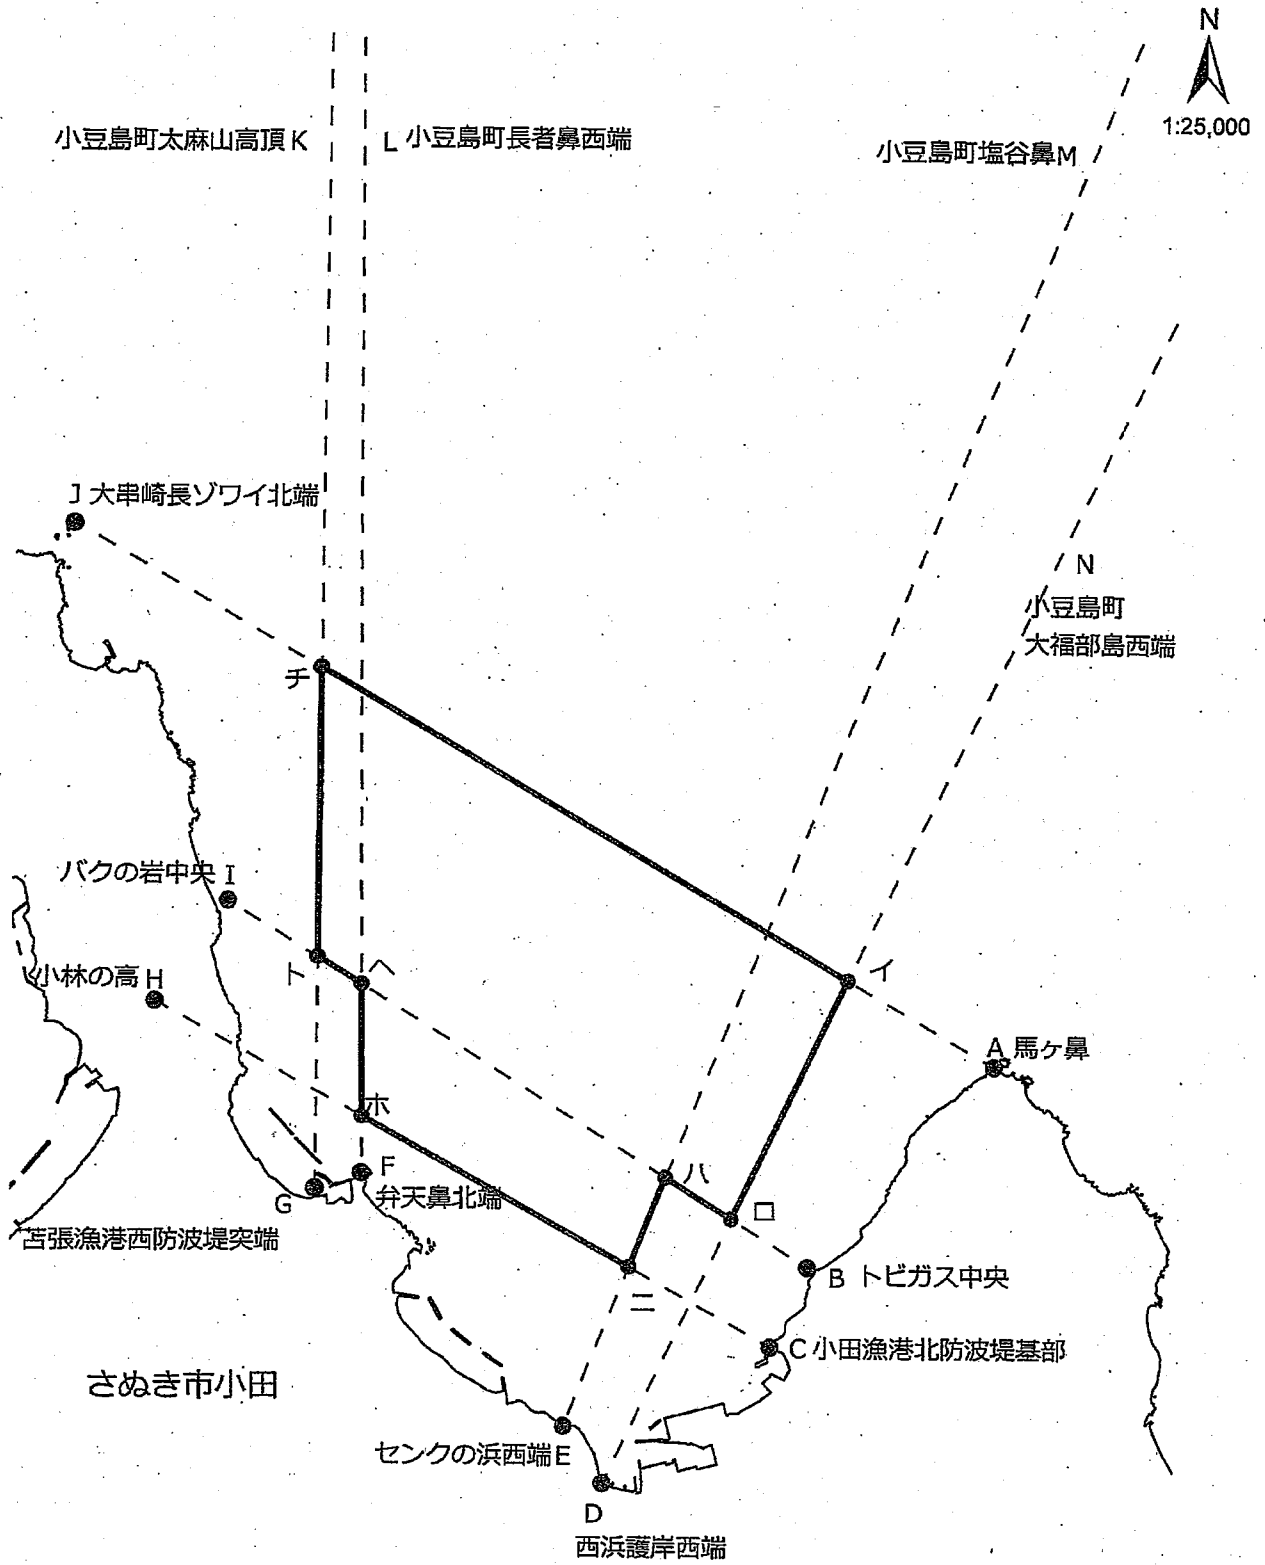 N
1:25,000
小豆島町太麻山高頂K
L 小豆島町長者鼻西端
小豆島町塩谷鼻M
J 大串崎長ゾワイ北端
N
小豆島町
大福部島西端
チ
バクの岩中央 I
ト
ヘ
イ
小林の高 H
A 馬ヶ鼻
ホ
F
弁天鼻北端
G
苫張漁港西防波堤突端
ハ
ロ
B トビガス中央
ニ
C 小田漁港北防波堤基部
さぬき市小田
センクの浜西端E
D
西浜護岸西端